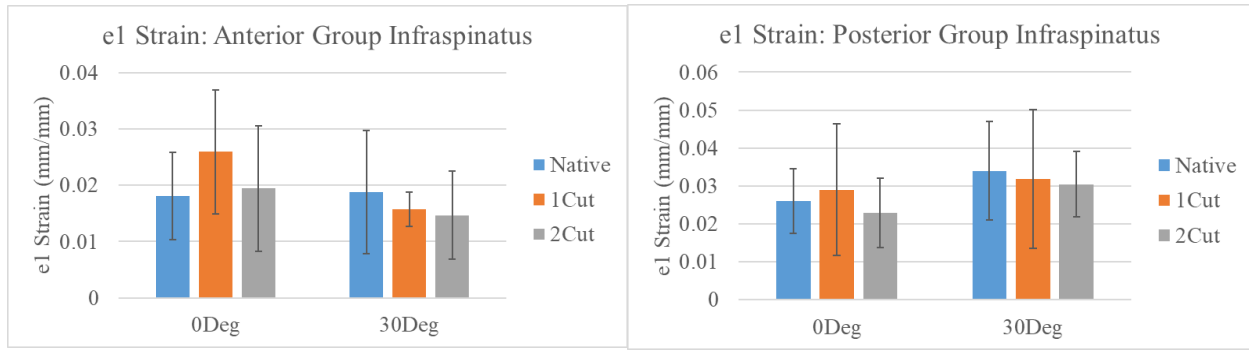 e1 Strain: Anterior Group Infraspinatus
e1 Strain (mm/mm)
0.04
0.03
0.02
0.01
0
0Deg
30Deg
Native
1Cut
2Cut
e1 Strain: Posterior Group Infraspinatus
e1 Strain (mm/mm)
0.06
0.05
0.04
0.03
0.02
0.01
0.00
0Deg
30Deg
Native
1Cut
2Cut